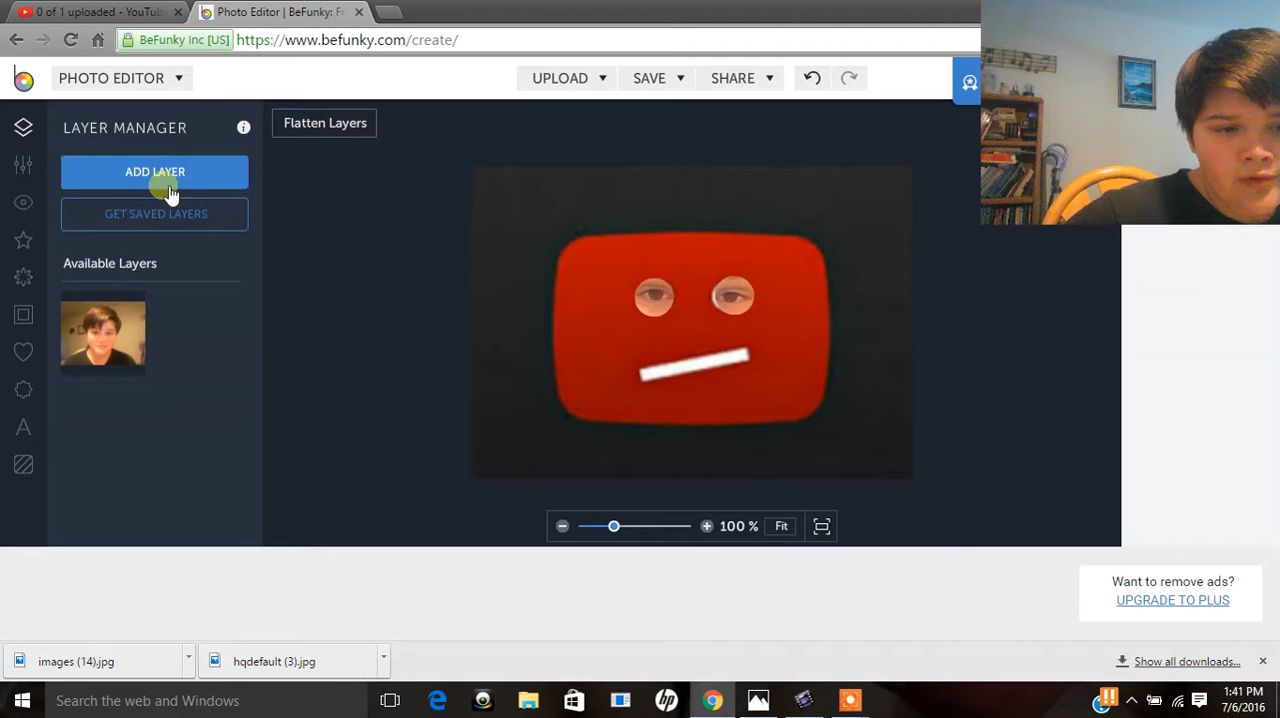 0 of 1 uploaded - YouTube
Photo Editor | BeFunky: F
BeFunky Inc [US] https://www.befunky.com/create/
PHOTO EDITOR
UPLOAD
SAVE
SHARE
LAYER MANAGER
Flatten Layers
ADD LAYER
GET SAVED LAYERS
Available Layers
100 %
Fit
Want to remove ads?
UPGRADE TO PLUS
images (14).jpg
hqdefault (3).jpg
Show all downloads...
Search the web and Windows
1:41 PM
7/6/2016